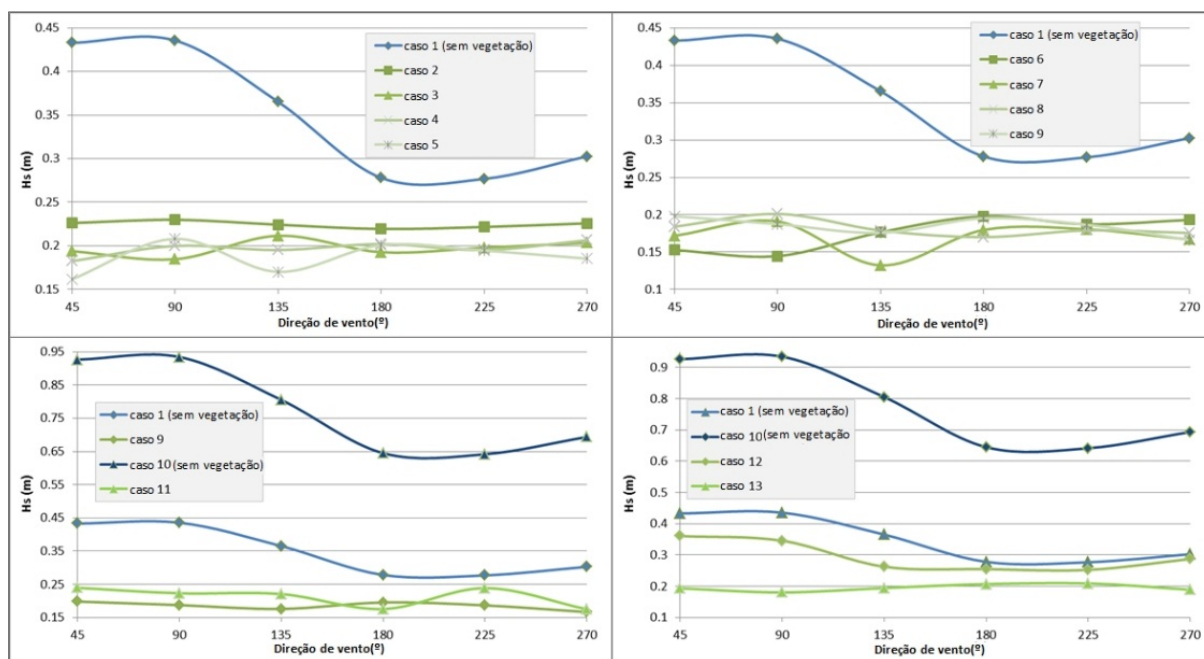 0.45
0.4
0.35
0.3
0.25
0.2
0.15
Hs (m)
caso 1 (sem vegetação)
caso 2
caso 3
caso 4
caso 5
45 90 135 180 225 270
Direção de vento(º)
0.45
0.4
0.35
0.3
0.25
0.2
0.15
0.1
Hs (m)
caso 1 (sem vegetação)
caso 6
caso 7
caso 8
caso 9
45 90 135 180 225 270
Direção de vento(º)
0.95
0.85
0.75
0.65
0.55
0.45
0.35
0.25
0.15
Hs (m)
caso 1 (sem vegetação)
caso 9
caso 10 (sem vegetação)
caso 11
45 90 135 180 225 270
Direção de vento(º)
0.9
0.8
0.7
0.6
0.5
0.4
0.3
0.2
0.1
Hs (m)
caso 1 (sem vegetação)
caso 10 (sem vegetação
caso 12
caso 13
45 90 135 180 225 270
Direção de vento(º)